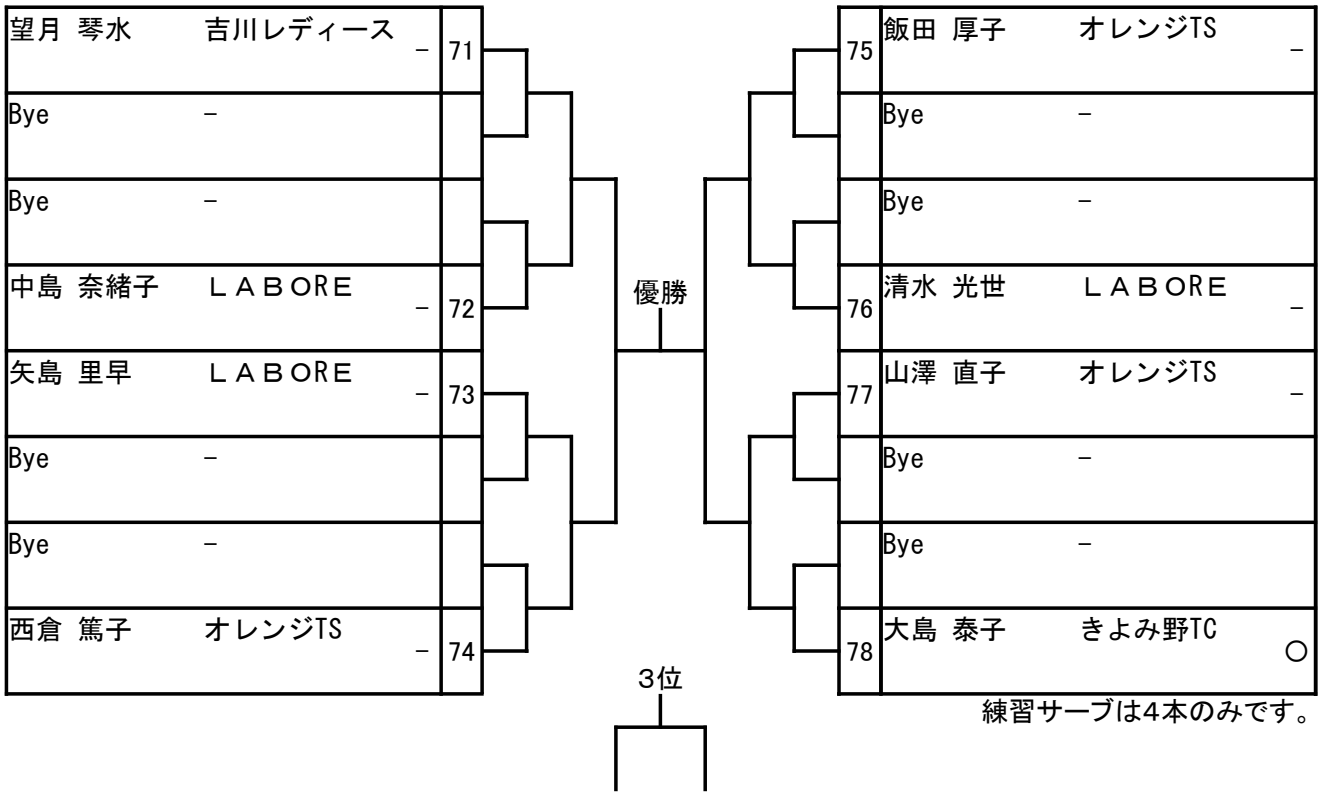 望月 琴水 吉川レディース - 71
Bye -
Bye -
中島 奈緒子 ＬＡＢＯＲＥ - 72
矢島 里早 ＬＡＢＯＲＥ - 73
Bye -
Bye -
西倉 篤子 オレンジTS - 74
優勝
3位
75 飯田 厚子 オレンジTS -
Bye -
Bye -
76 清水 光世 ＬＡＢＯＲＥ -
77 山澤 直子 オレンジTS -
Bye -
Bye -
78 大島 泰子 きよみ野TC ○
練習サーブは4本のみです。